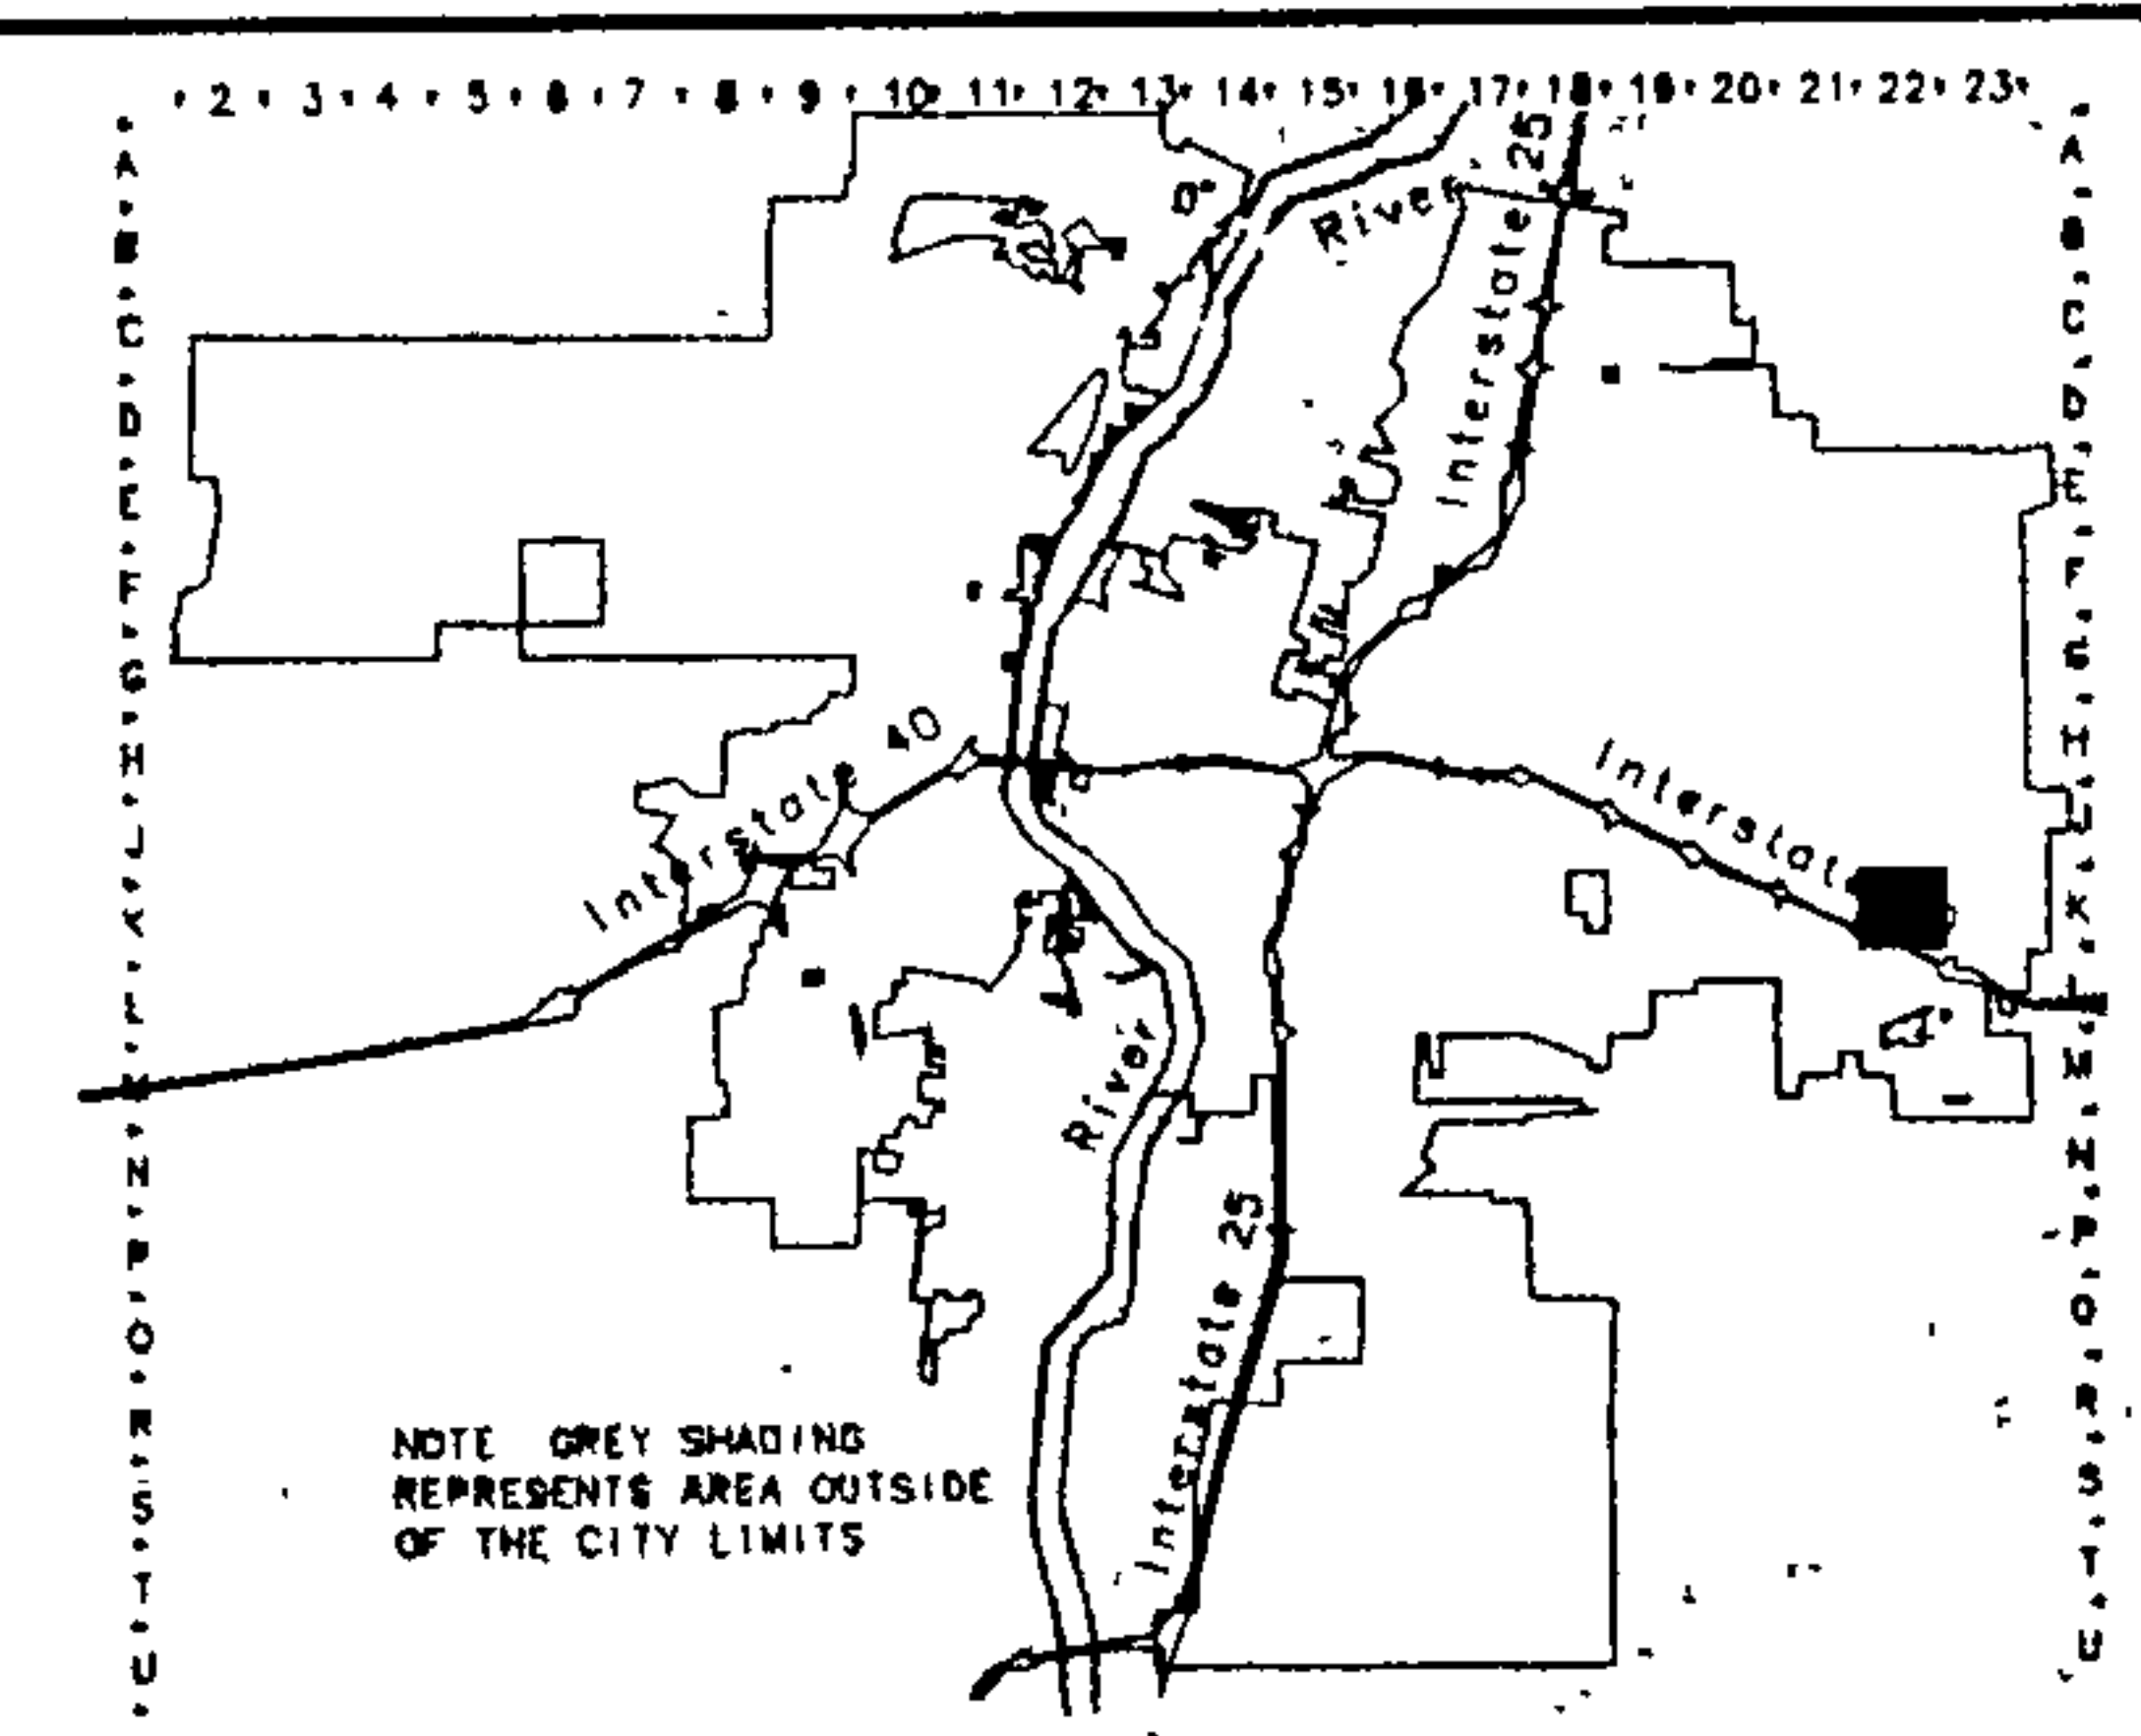 2 3 4 5 6 7 8 9 10 11 12 13 14 15 16 17 18 19 20 21 22 23
A A
B B
C C
D D
E E
F F
G G
H H
J J
K K
L L
M M
N N
P P
Q Q
R R
S S
T T
U U
River
Interstate 25
Interstate 40
Interstat
River
Interstate 25
NOTE GREY SHADING
REPRESENTS AREA OUTSIDE
OF THE CITY LIMITS